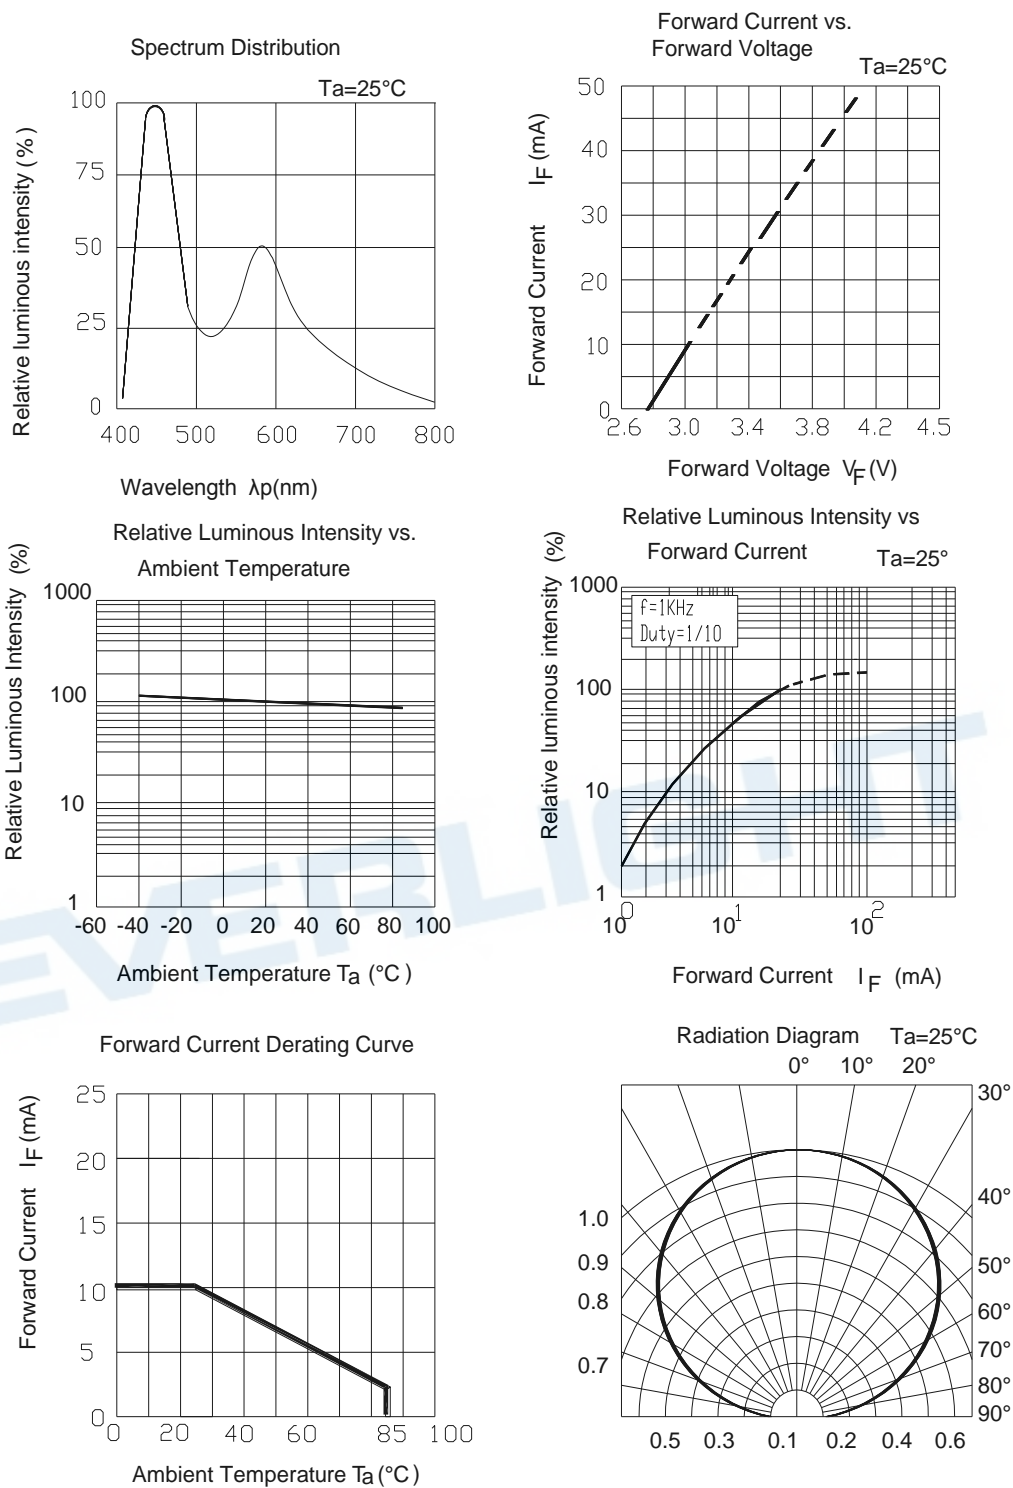 Spectrum Distribution
Ta=25°C
Relative luminous intensity (%)
100
75
50
25
0
400 500 600 700 800
Wavelength λp(nm)
Forward Current vs.
Forward Voltage
Ta=25°C
Forward Current IF (mA)
50
40
30
20
10
0
2.6 3.0 3.4 3.8 4.2 4.5
Forward Voltage VF (V)
Relative Luminous Intensity vs.
Ambient Temperature
Relative Luminous Intensity (%)
1000
100
10
1
-60 -40 -20 0 20 40 60 80 100
Ambient Temperature Ta (°C)
Relative Luminous Intensity vs
Forward Current
Ta=25°
Relative luminous intensity (%)
1000
f=1KHz
Duty=1/10
100
10
1
10^0 10^1 10^2
Forward Current IF (mA)
EVERLIGHT
Forward Current Derating Curve
Forward Current IF (mA)
25
20
15
10
5
0
0 20 40 60 85 100
Ambient Temperature Ta (°C)
Radiation Diagram Ta=25°C
0° 10° 20°
30°
40°
50°
60°
70°
80°
90°
1.0
0.9
0.8
0.7
0.5 0.3 0.1 0.2 0.4 0.6